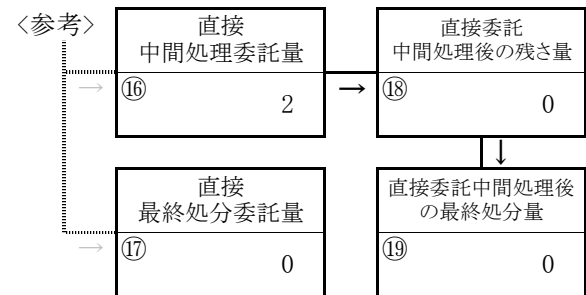 〈参考〉
直接
中間処理委託量
→
⑯
2
→
直接委託
中間処理後の残さ量
⑱
0
↓
直接
最終処分委託量
→
⑰
0
直接委託中間処理後
の最終処分量
⑲
0